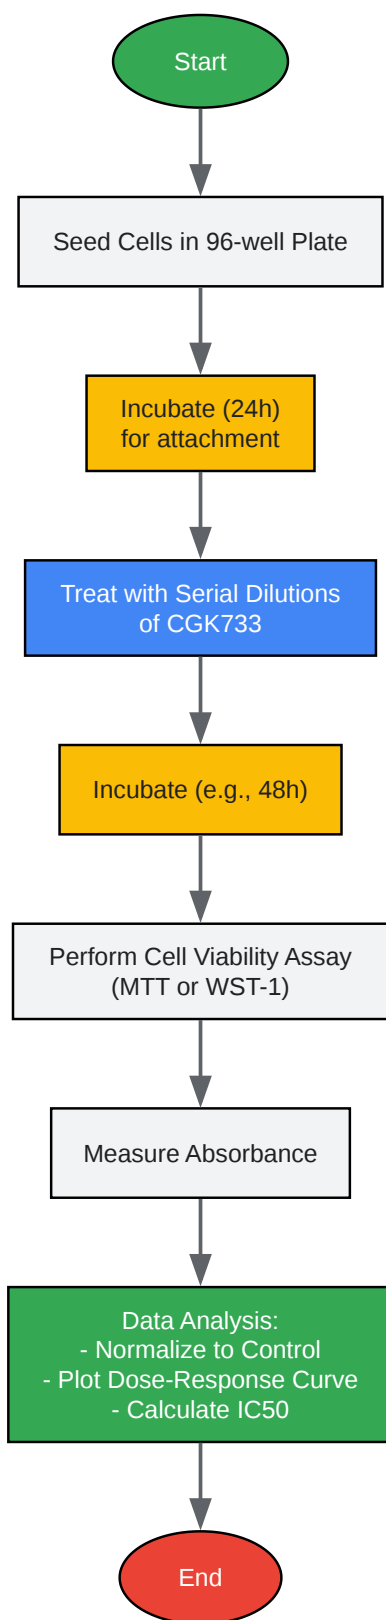 Start
Seed Cells in 96-well Plate
Incubate (24h)
for attachment
Treat with Serial Dilutions
of CGK733
Incubate (e.g., 48h)
Perform Cell Viability Assay
(MTT or WST-1)
Measure Absorbance
Data Analysis:
- Normalize to Control
- Plot Dose-Response Curve
- Calculate IC50
End